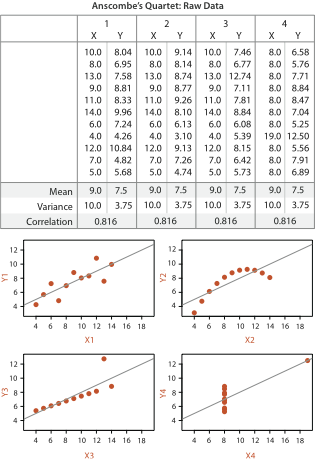 Anscombe's Quartet: Raw Data
1 2 3 4
X Y X Y X Y X Y
10.0 8.04 10.0 9.14 10.0 7.46 8.0 6.58
8.0 6.95 8.0 8.14 8.0 6.77 8.0 5.76
13.0 7.58 13.0 8.74 13.0 12.74 8.0 7.71
9.0 8.81 9.0 8.77 9.0 7.11 8.0 8.84
11.0 8.33 11.0 9.26 11.0 7.81 8.0 8.47
14.0 9.96 14.0 8.10 14.0 8.84 8.0 7.04
6.0 7.24 6.0 6.13 6.0 6.08 8.0 5.25
4.0 4.26 4.0 3.10 4.0 5.39 19.0 12.50
12.0 10.84 12.0 9.13 12.0 8.15 8.0 5.56
7.0 4.82 7.0 7.26 7.0 6.42 8.0 7.91
5.0 5.68 5.0 4.74 5.0 5.73 8.0 6.89
Mean 9.0 7.5 9.0 7.5 9.0 7.5 9.0 7.5
Variance 10.0 3.75 10.0 3.75 10.0 3.75 10.0 3.75
Correlation 0.816 0.816 0.816 0.816
12
10
8
6
4
Y1
4 6 8 10 12 14 16 18
X1
12
10
8
6
4
Y2
4 6 8 10 12 14 16 18
X2
12
10
8
6
4
Y3
4 6 8 10 12 14 16 18
X3
12
10
8
6
4
Y4
4 6 8 10 12 14 16 18
X4